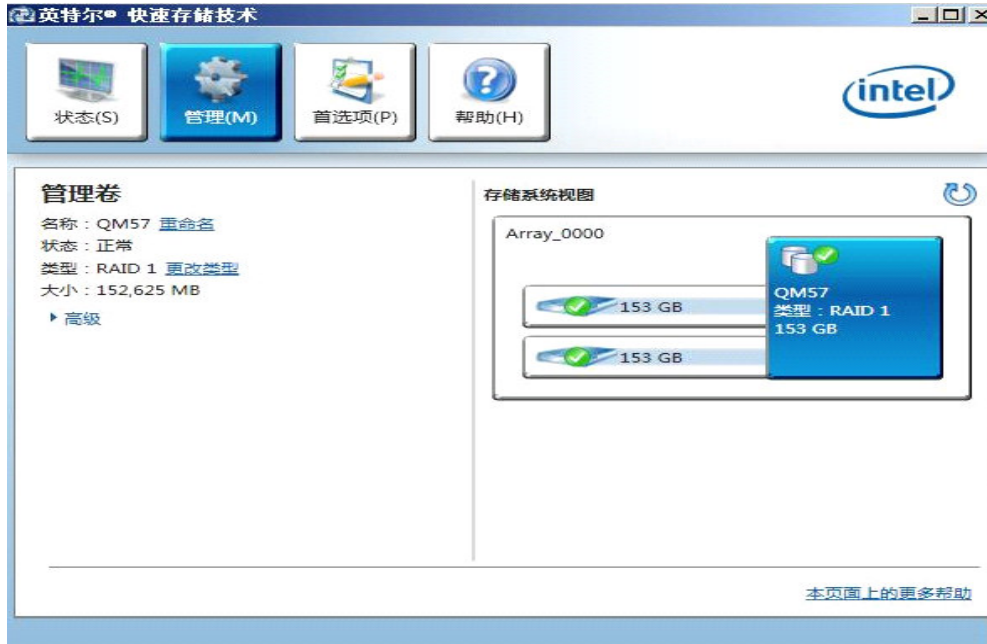 英特尔® 快速存储技术
状态(S)
管理(M)
首选项(P)
帮助(H)
intel
管理卷
名称：QM57 重命名
状态：正常
类型：RAID 1 更改类型
大小：152,625 MB
高级
存储系统视图
Array_0000
153 GB
153 GB
QM57
类型：RAID 1
153 GB
本页面上的更多帮助